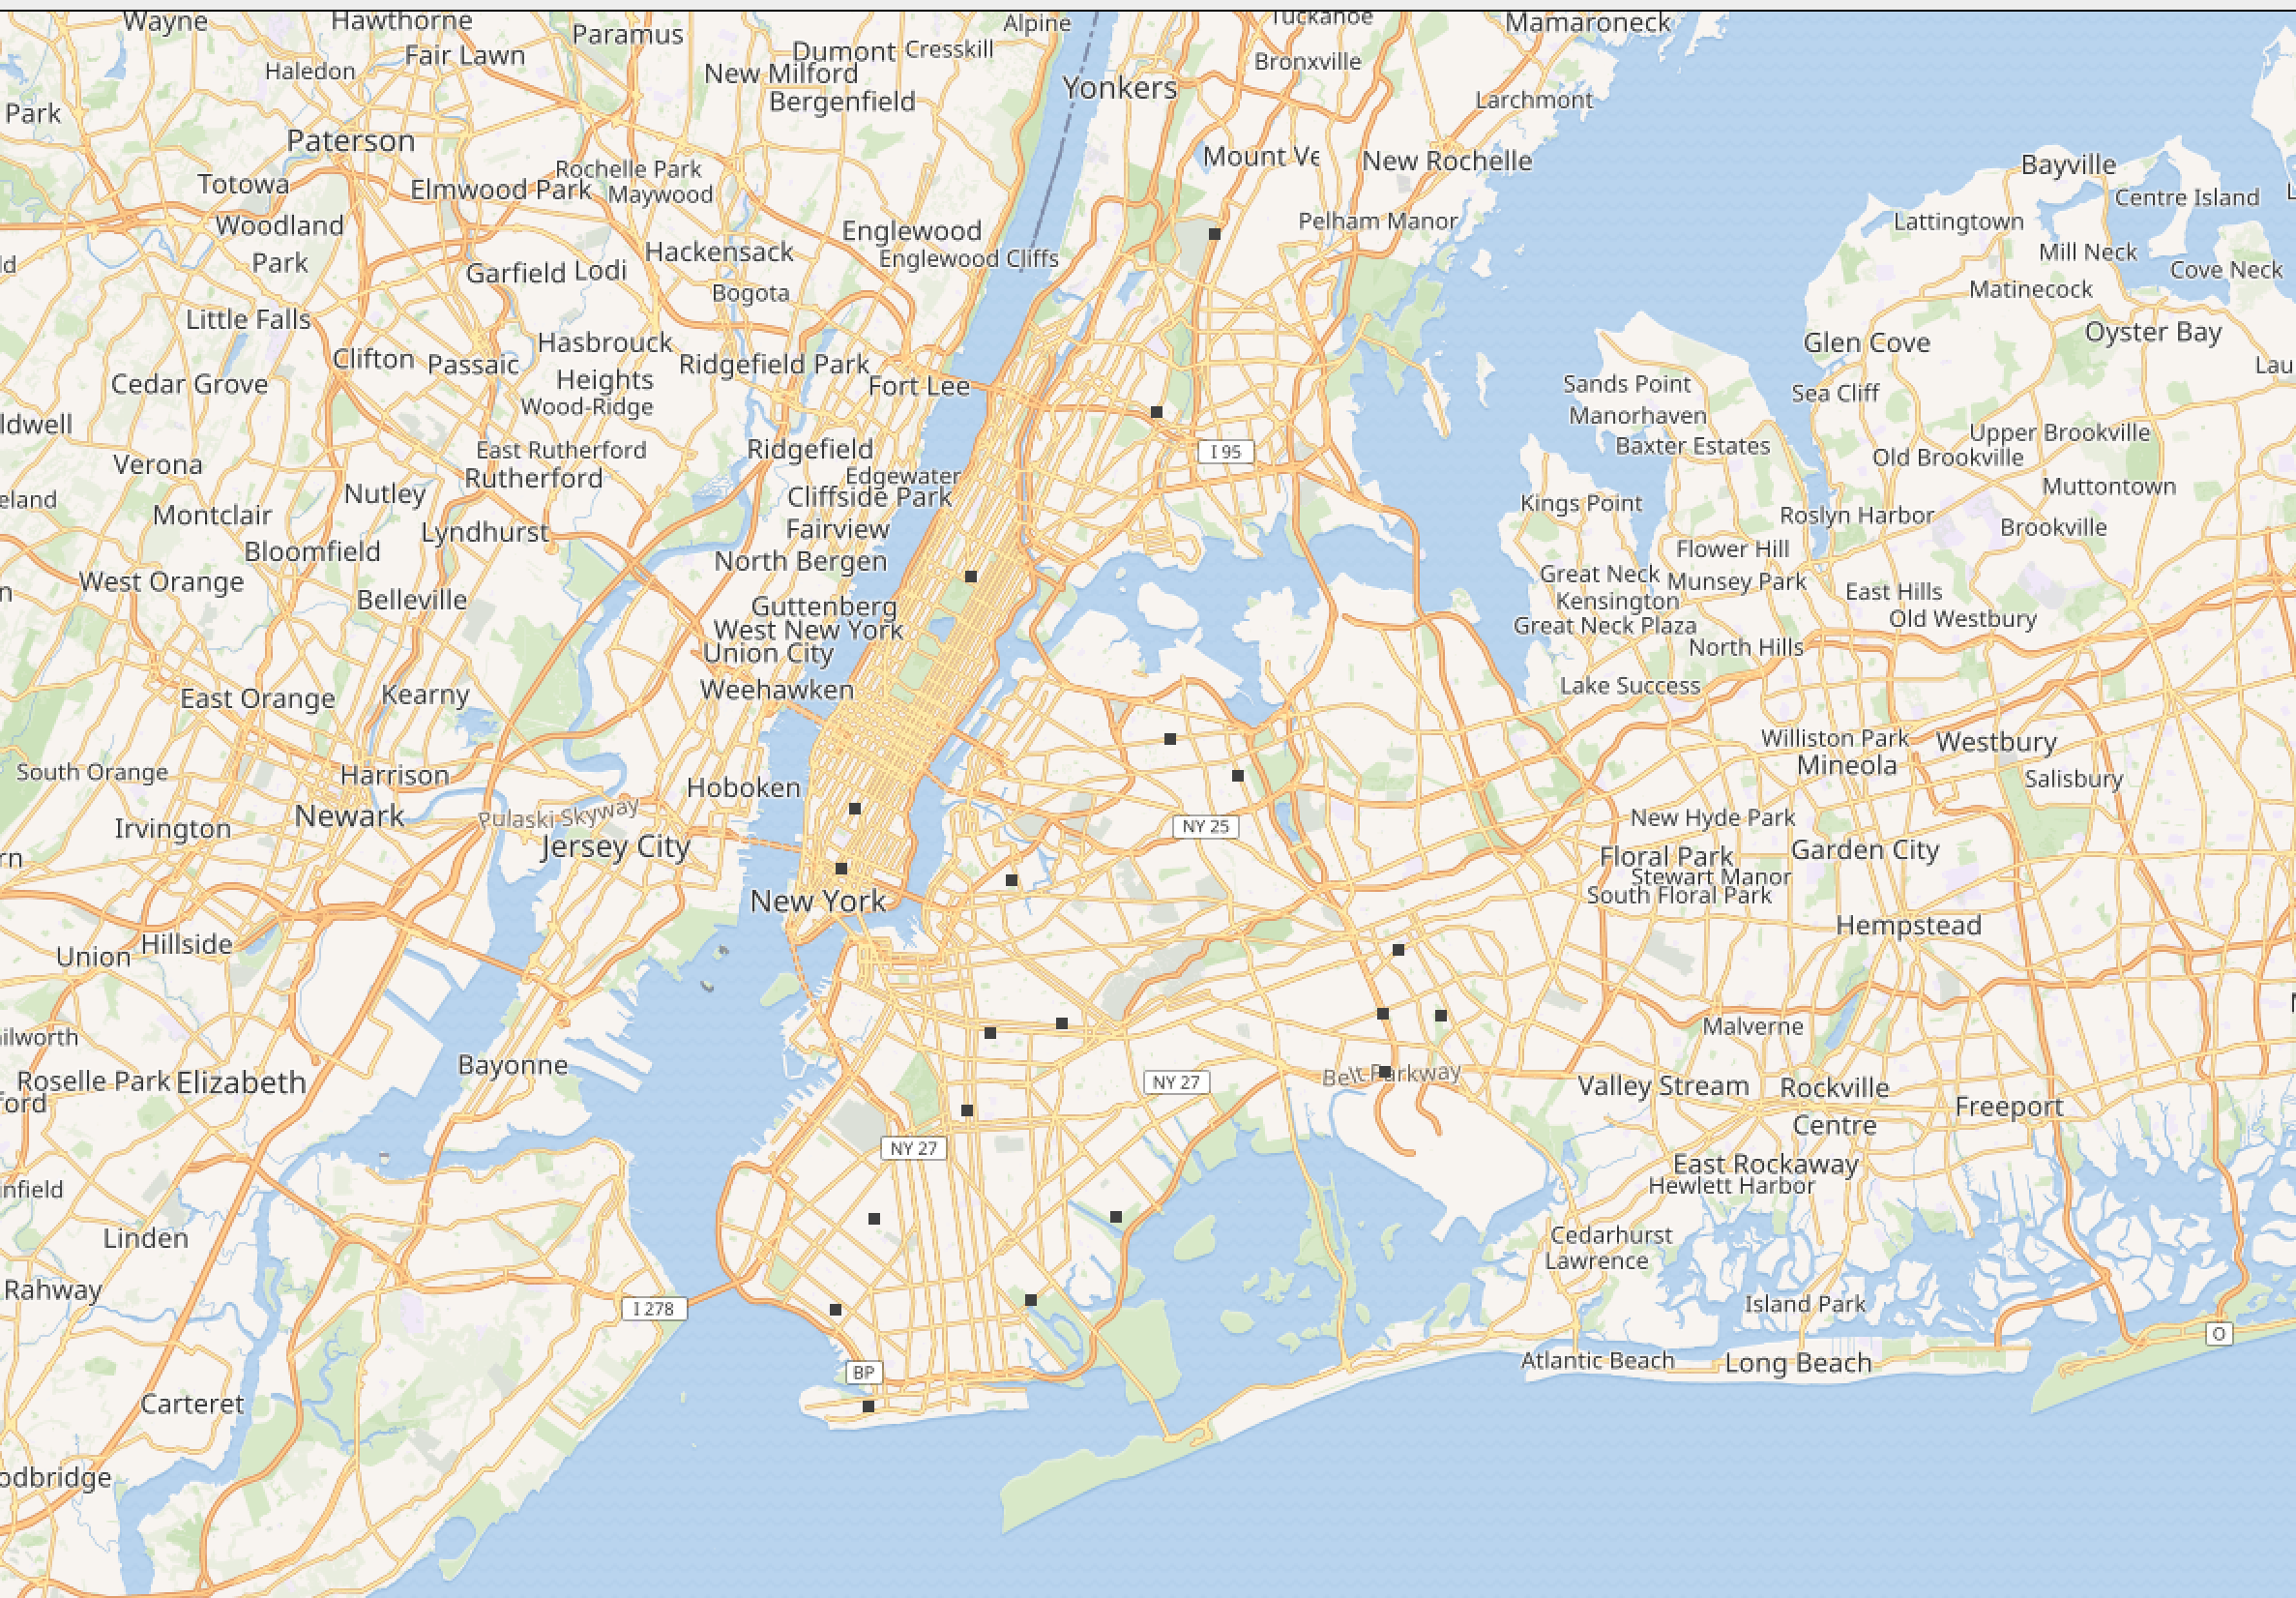 Wayne
Hawthorne
Fair Lawn
Paramus
Haledon
Dumont
Cresskill
Alpine
New Milford
Bergenfield
Yonkers
Tuckahoe
Bronxville
Mamaroneck
Larchmont
Park
Paterson
Rochelle Park
Maywood
Totowa
Elmwood Park
Woodland
Park
Mount Ve
New Rochelle
Pelham Manor
Englewood
Englewood Cliffs
Hackensack
Garfield
Lodi
Bogota
Bayville
Centre Island
Lattingtown
Mill Neck
Cove Neck
Matinecock
Oyster Bay
Lau
Glen Cove
Sea Cliff
Little Falls
Clifton
Passaic
Hasbrouck
Heights
Wood-Ridge
Ridgefield Park
Fort Lee
Cedar Grove
ldwell
Sands Point
Manorhaven
Baxter Estates
Upper Brookville
Old Brookville
Muttontown
Brookville
Verona
East Rutherford
Rutherford
Ridgefield
Edgewater
Cliffside Park
Fairview
I 95
Kings Point
Roslyn Harbor
eland
Nutley
Montclair
Lyndhurst
Bloomfield
North Bergen
West Orange
Belleville
Guttenberg
West New York
Union City
Weehawken
Flower Hill
Great Neck
Munsey Park
Kensington
Great Neck Plaza
East Hills
Old Westbury
North Hills
Lake Success
East Orange
Kearny
South Orange
Harrison
Newark
Irvington
Pulaski Skyway
Hoboken
Jersey City
NY 25
Williston Park
Mineola
Westbury
Salisbury
New Hyde Park
Floral Park
Stewart Manor
South Floral Park
Garden City
Hempstead
New York
rn
Union
Hillside
ilworth
Roselle Park
Elizabeth
ford
Bayonne
Malverne
Belt Parkway
NY 27
NY 27
Valley Stream
Rockville
Centre
Freeport
East Rockaway
Hewlett Harbor
infield
Linden
Rahway
Cedarhurst
Lawrence
Island Park
I 278
BP
O
Atlantic Beach
Long Beach
Carteret
odbridge